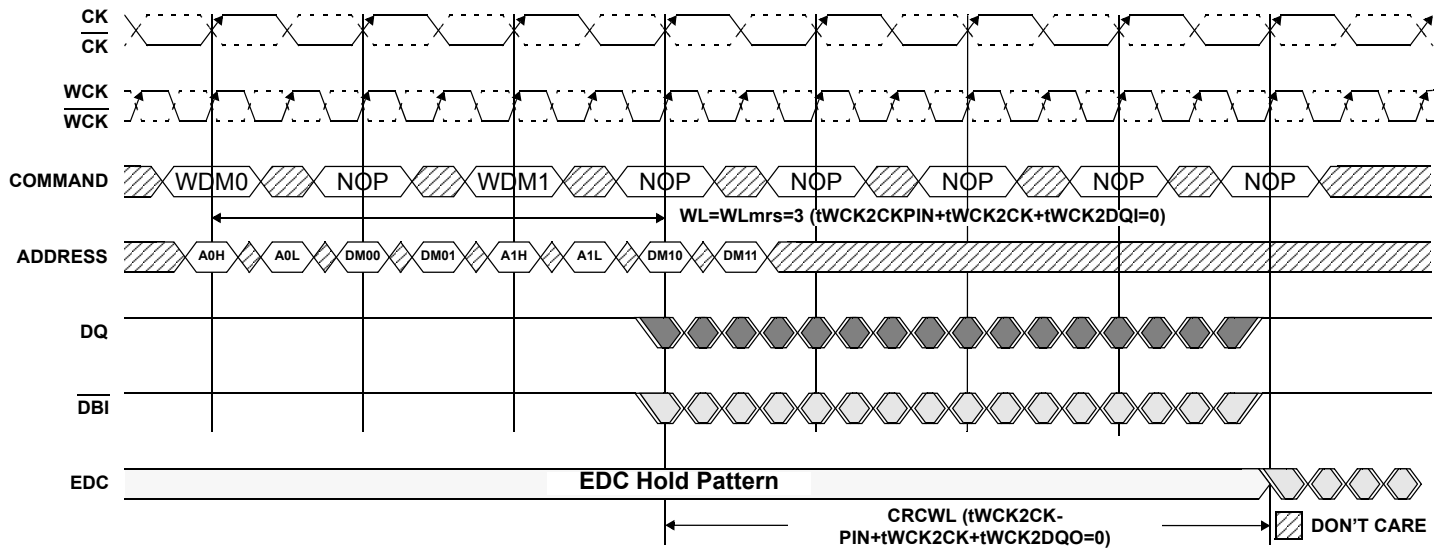 CK
CK
WCK
WCK
COMMAND WDM0 NOP WDM1 NOP NOP NOP NOP NOP
WL=WLmrs=3 (tWCK2CKPIN+tWCK2CK+tWCK2DQI=0)
ADDRESS A0H A0L DM00 DM01 A1H A1L DM10 DM11
DQ
DBI
EDC EDC Hold Pattern
CRCWL (tWCK2CK-
PIN+tWCK2CK+tWCK2DQO=0)
DON'T CARE